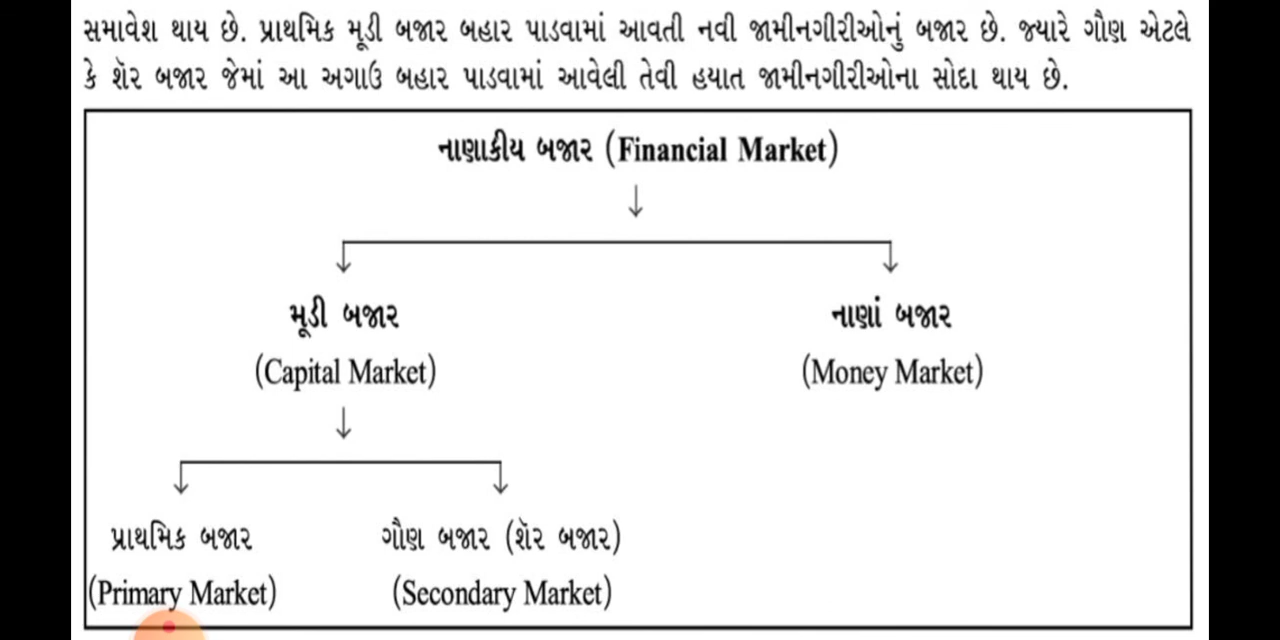 સમાવેશ થાય છે. પ્રાથમિક મૂડી બજાર બહાર પાડવામાં આવતી નવી જામીનગીરીઓનું બજાર છે. જ્યારે ગૌણ એટલે
કે શૅર બજાર જેમાં આ અગાઉ બહાર પાડવામાં આવેલી તેવી હયાત જામીનગીરીઓના સોદા થાય છે.
નાણાકીય બજાર (Financial Market)
મૂડી બજાર
નાણાં બજાર
(Capital Market)
(Money Market)
પ્રાથમિક બજાર
ગૌણ બજાર (શૅર બજાર)
(Primary Market)
(Secondary Market)